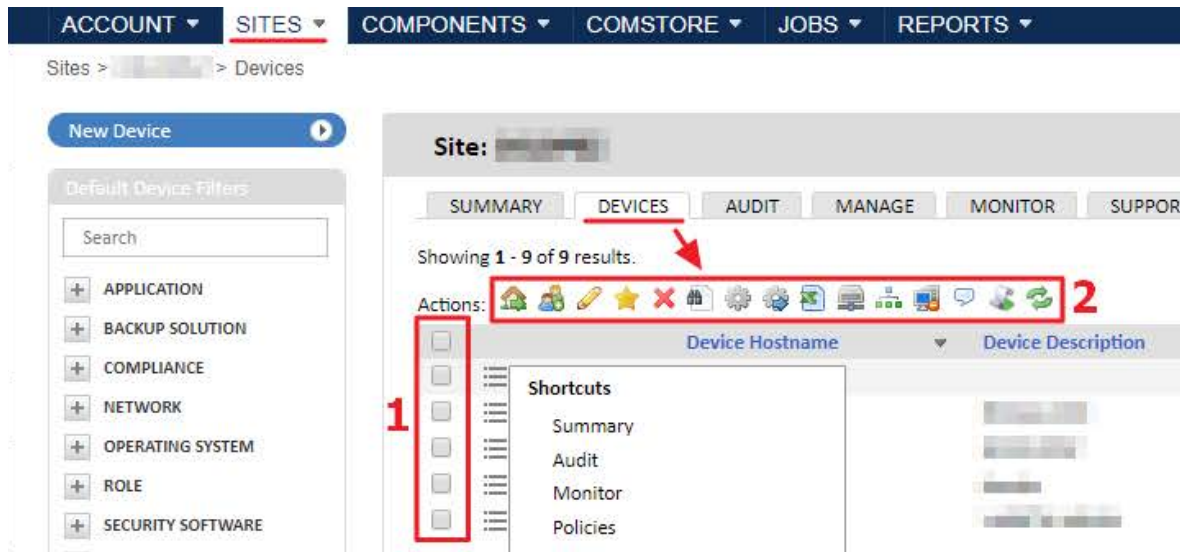 ACCOUNT SITES COMPONENTS COMSTORE JOBS REPORTS
Sites > > Devices
New Device
Site:
Default Device Filters
SUMMARY DEVICES AUDIT MANAGE MONITOR SUPPOR
Search
Showing 1 - 9 of 9 results.
APPLICATION
Actions:
2
BACKUP SOLUTION
Device Hostname Device Description
COMPLIANCE
Shortcuts
NETWORK
1
Summary
OPERATING SYSTEM
Audit
ROLE
Monitor
SECURITY SOFTWARE
Policies